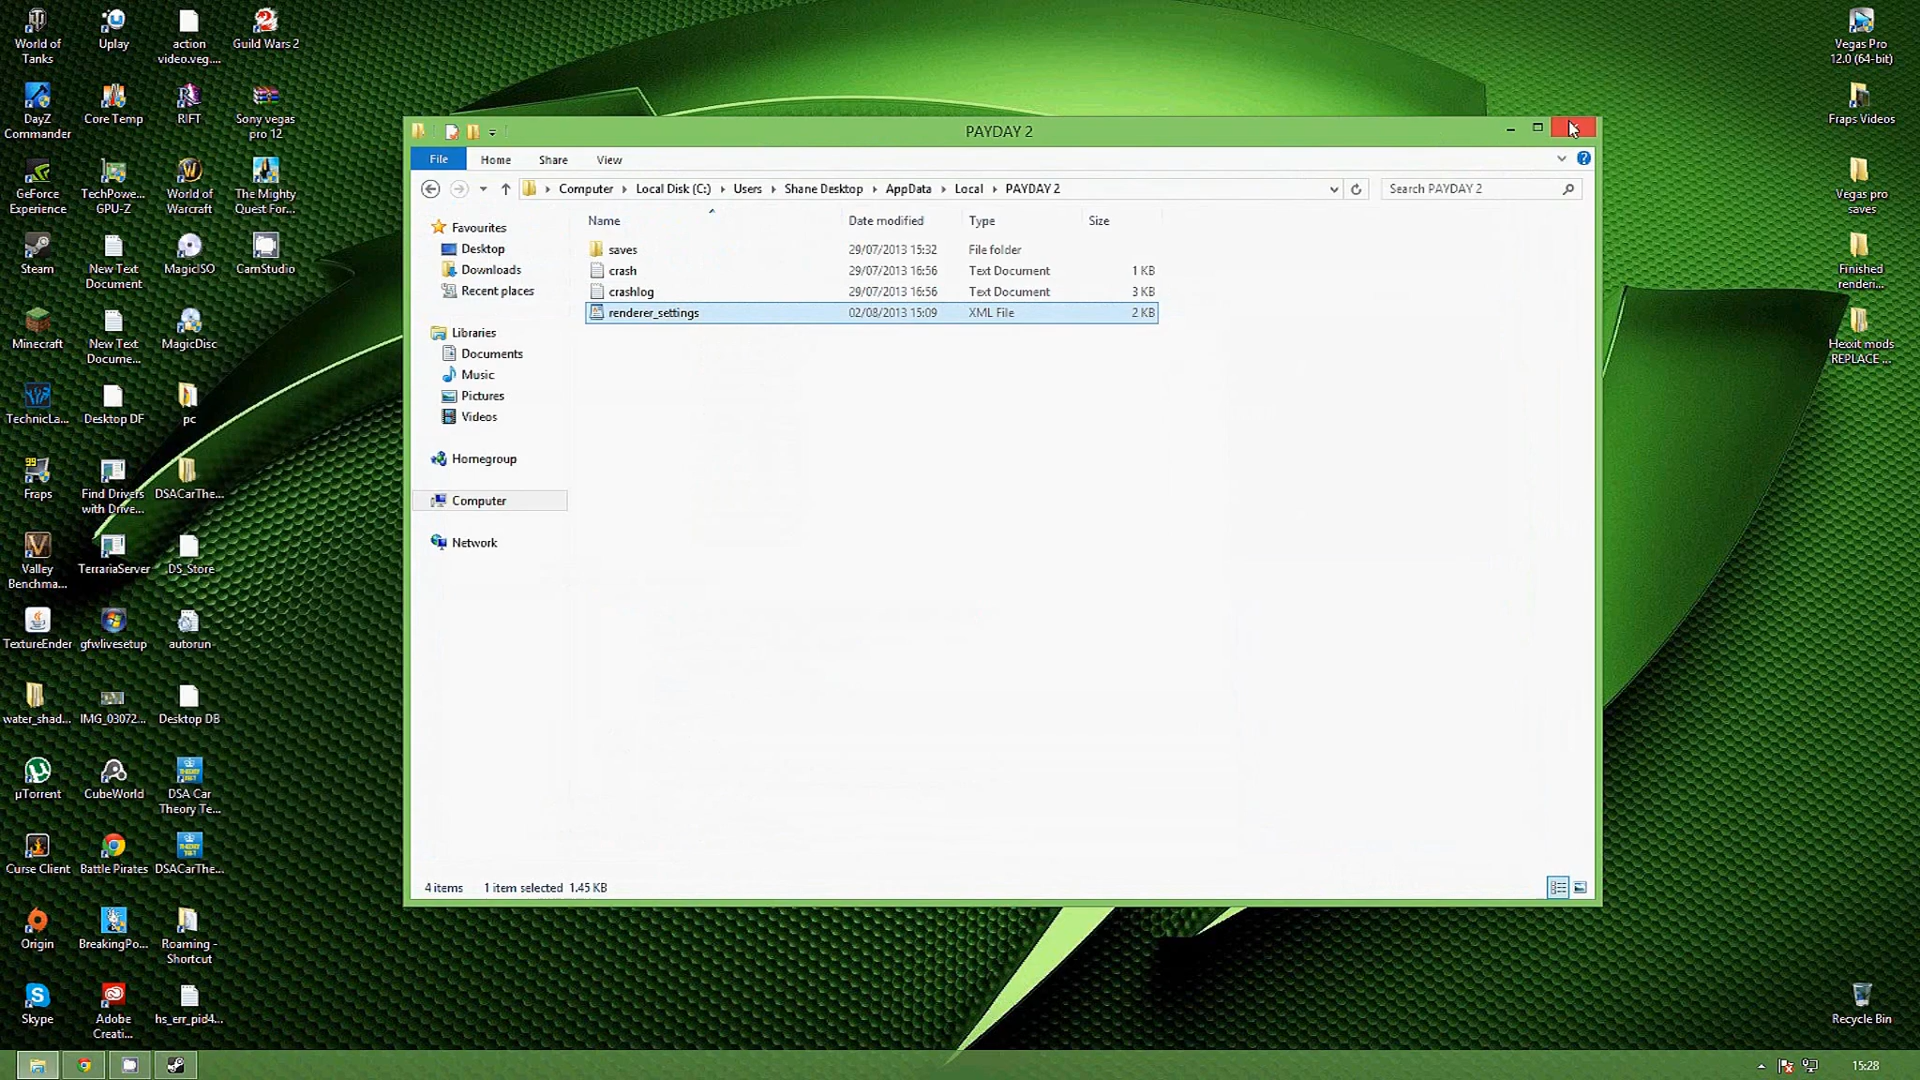 World of
Tanks
Uplay
action
video.veg....
Guild Wars 2
DayZ
Commander
Core Temp
RIFT
Sony vegas
pro 12
GeForce
Experience
TechPowe...
GPU-Z
World of
Warcraft
The Mighty
Quest For...
Steam
New Text
Document
MagicISO
CamStudio
Minecraft
New Text
Docume...
MagicDisc
TechnicLa...
Desktop DF
pc
99
Fraps
Find Drivers
with Drive...
DSACarThe...
Valley
Benchma...
TerrariaServer
DS_Store
TextureEnder
gfwlivesetup
autorun
water_shad...
IMG_03072...
Desktop DB
µTorrent
CubeWorld
DSA Car
Theory Te...
Curse Client
Battle Pirates
DSACarThe...
Origin
BreakingPo...
Roaming -
Shortcut
Skype
Adobe
Creati...
hs_err_pid4...
PAYDAY 2
File
Home
Share
View
Computer
Local Disk (C:)
Users
Shane Desktop
AppData
Local
PAYDAY 2
Search PAYDAY 2
Favourites
Desktop
Downloads
Recent places
Libraries
Documents
Music
Pictures
Videos
Homegroup
Computer
Network
Name Date modified Type Size
saves 29/07/2013 15:32 File folder
crash 29/07/2013 16:56 Text Document 1 KB
crashlog 29/07/2013 16:56 Text Document 3 KB
renderer_settings 02/08/2013 15:09 XML File 2 KB
4 items 1 item selected 1.45 KB
Vegas Pro
12.0 (64-bit)
Fraps Videos
Vegas pro
saves
Finished
renderi...
Hexxit mods
REPLACE ...
Recycle Bin
15:28